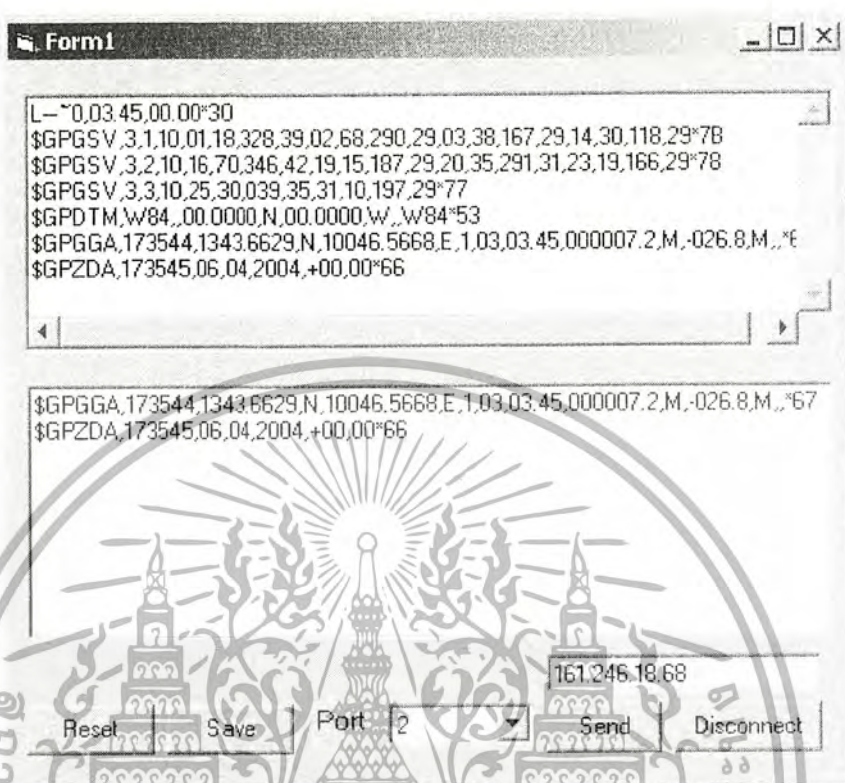 Form1
L–~0,03.45,00.00*30
$GPGSV,3,1,10,01,18,328,39,02,68,290,29,03,38,167,29,14,30,118,29*7B
$GPGSV,3,2,10,16,70,346,42,19,15,187,29,20,35,291,31,23,19,166,29*78
$GPGSV,3,3,10,25,30,039,35,31,10,197,29*77
$GPDTM,W84,,00.0000,N,00.0000,W,,W84*53
$GPGGA,173544,1343.6629,N,10046.5668,E,1,03,03.45,000007.2,M,-026.8,M,,*6
$GPZDA,173545,06,04,2004,+00,00*66
$GPGGA,173544,1343.6629,N,10046.5668,E,1,03,03.45,000007.2,M,-026.8,M,,*67
$GPZDA,173545,06,04,2004,+00,00*66
161.246.18.68
Reset Save Port 2 Send Disconnect